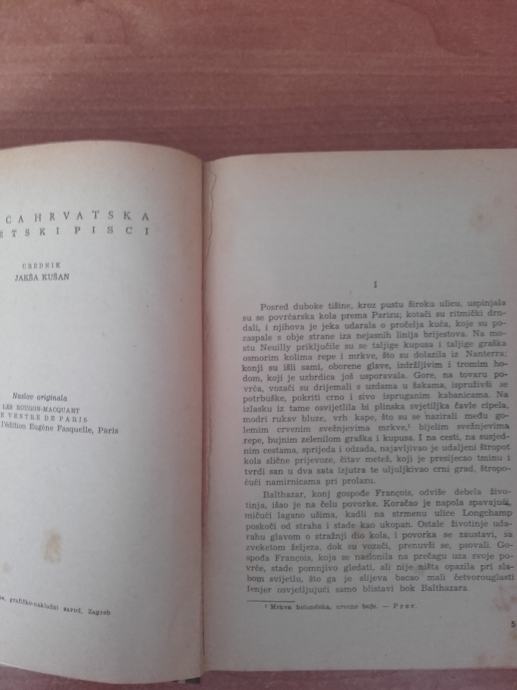 CA HRVATSKA
ETSKI PISCI
UREDNIK
JAKŠA KUŠAN
Naslov originala
LES ROUGON-MACQUART
E VENTRE DE PARIS
l'édition Eugène Fasquelle, Paris
grafičko-nakladni zavod, Zagreb
I
Posred duboke tišine, kroz pustu široku ulicu, uspinjala
su se povrćarska kola prema Parizu; kotači su ritmički drn-
dali, i njihova je jeka udarala o pročelja kuća, koje su po-
zaspale s obje strane iza nejasnih linija brijestova. Na mo-
stu Neuilly priključile su se taljige kupusa i taljige graška
osmorim kolima repe i mrkve, što su dolazila iz Nanterra;
konji su išli sami, oborene glave, izdržljivim i tromim ho-
dom, koji je uzbrdica još usporavala. Gore, na tovaru po-
vrća, vozači su drijemali s uzdama u šakama, ispruživši se
potrbuške, pokriti crno i sivo ispruganim kabanicama. Na
izlasku iz tame osvijetlila bi plinska svjetiljka čavle cipela,
modri rukav bluze, vrh kape, što su se nazirali među go-
lemim crvenim svežnjevima mrkve,¹ bijelim svežnjevima
repe, bujnim zelenilom graška i kupusa. I na cesti, na susjed-
nim cestama, sprijeda i odzada, najavljivao je udaljeni štropot
kola slične prijevoze, čitav metež, koji je presijecao tminu i
tvrdi san u dva sata izjutra te uljuljkivao crni grad, štropo-
ćući namirnicama pri prolazu.
Balthazar, konj gospođe François, odviše debela živo-
tinja, išao je na čelu povorke. Koračao je napola spavajući,
mičući lagano ušima, kadli na strmenu ulice Longchamp
poskoči od straha i stade kao ukopan. Ostale životinje uda-
rahu glavom o stražnji dio kola, i povorka se zaustavi, sa
zveketom željeza, dok su vozači, prenuvši se, psovali. Go-
spođa François, koja se naslonila na prečagu uza svoje po-
vrće, stade pomnjivo gledati, ali nije ništa opazila pri sla-
bom svijetlu, što ga je slijeva bacao mali četverouglasti
fenjer osvjetljujući samo blistavi bok Balthazara.
¹ Mrkva holandska, crvene boje. — Prev.
5